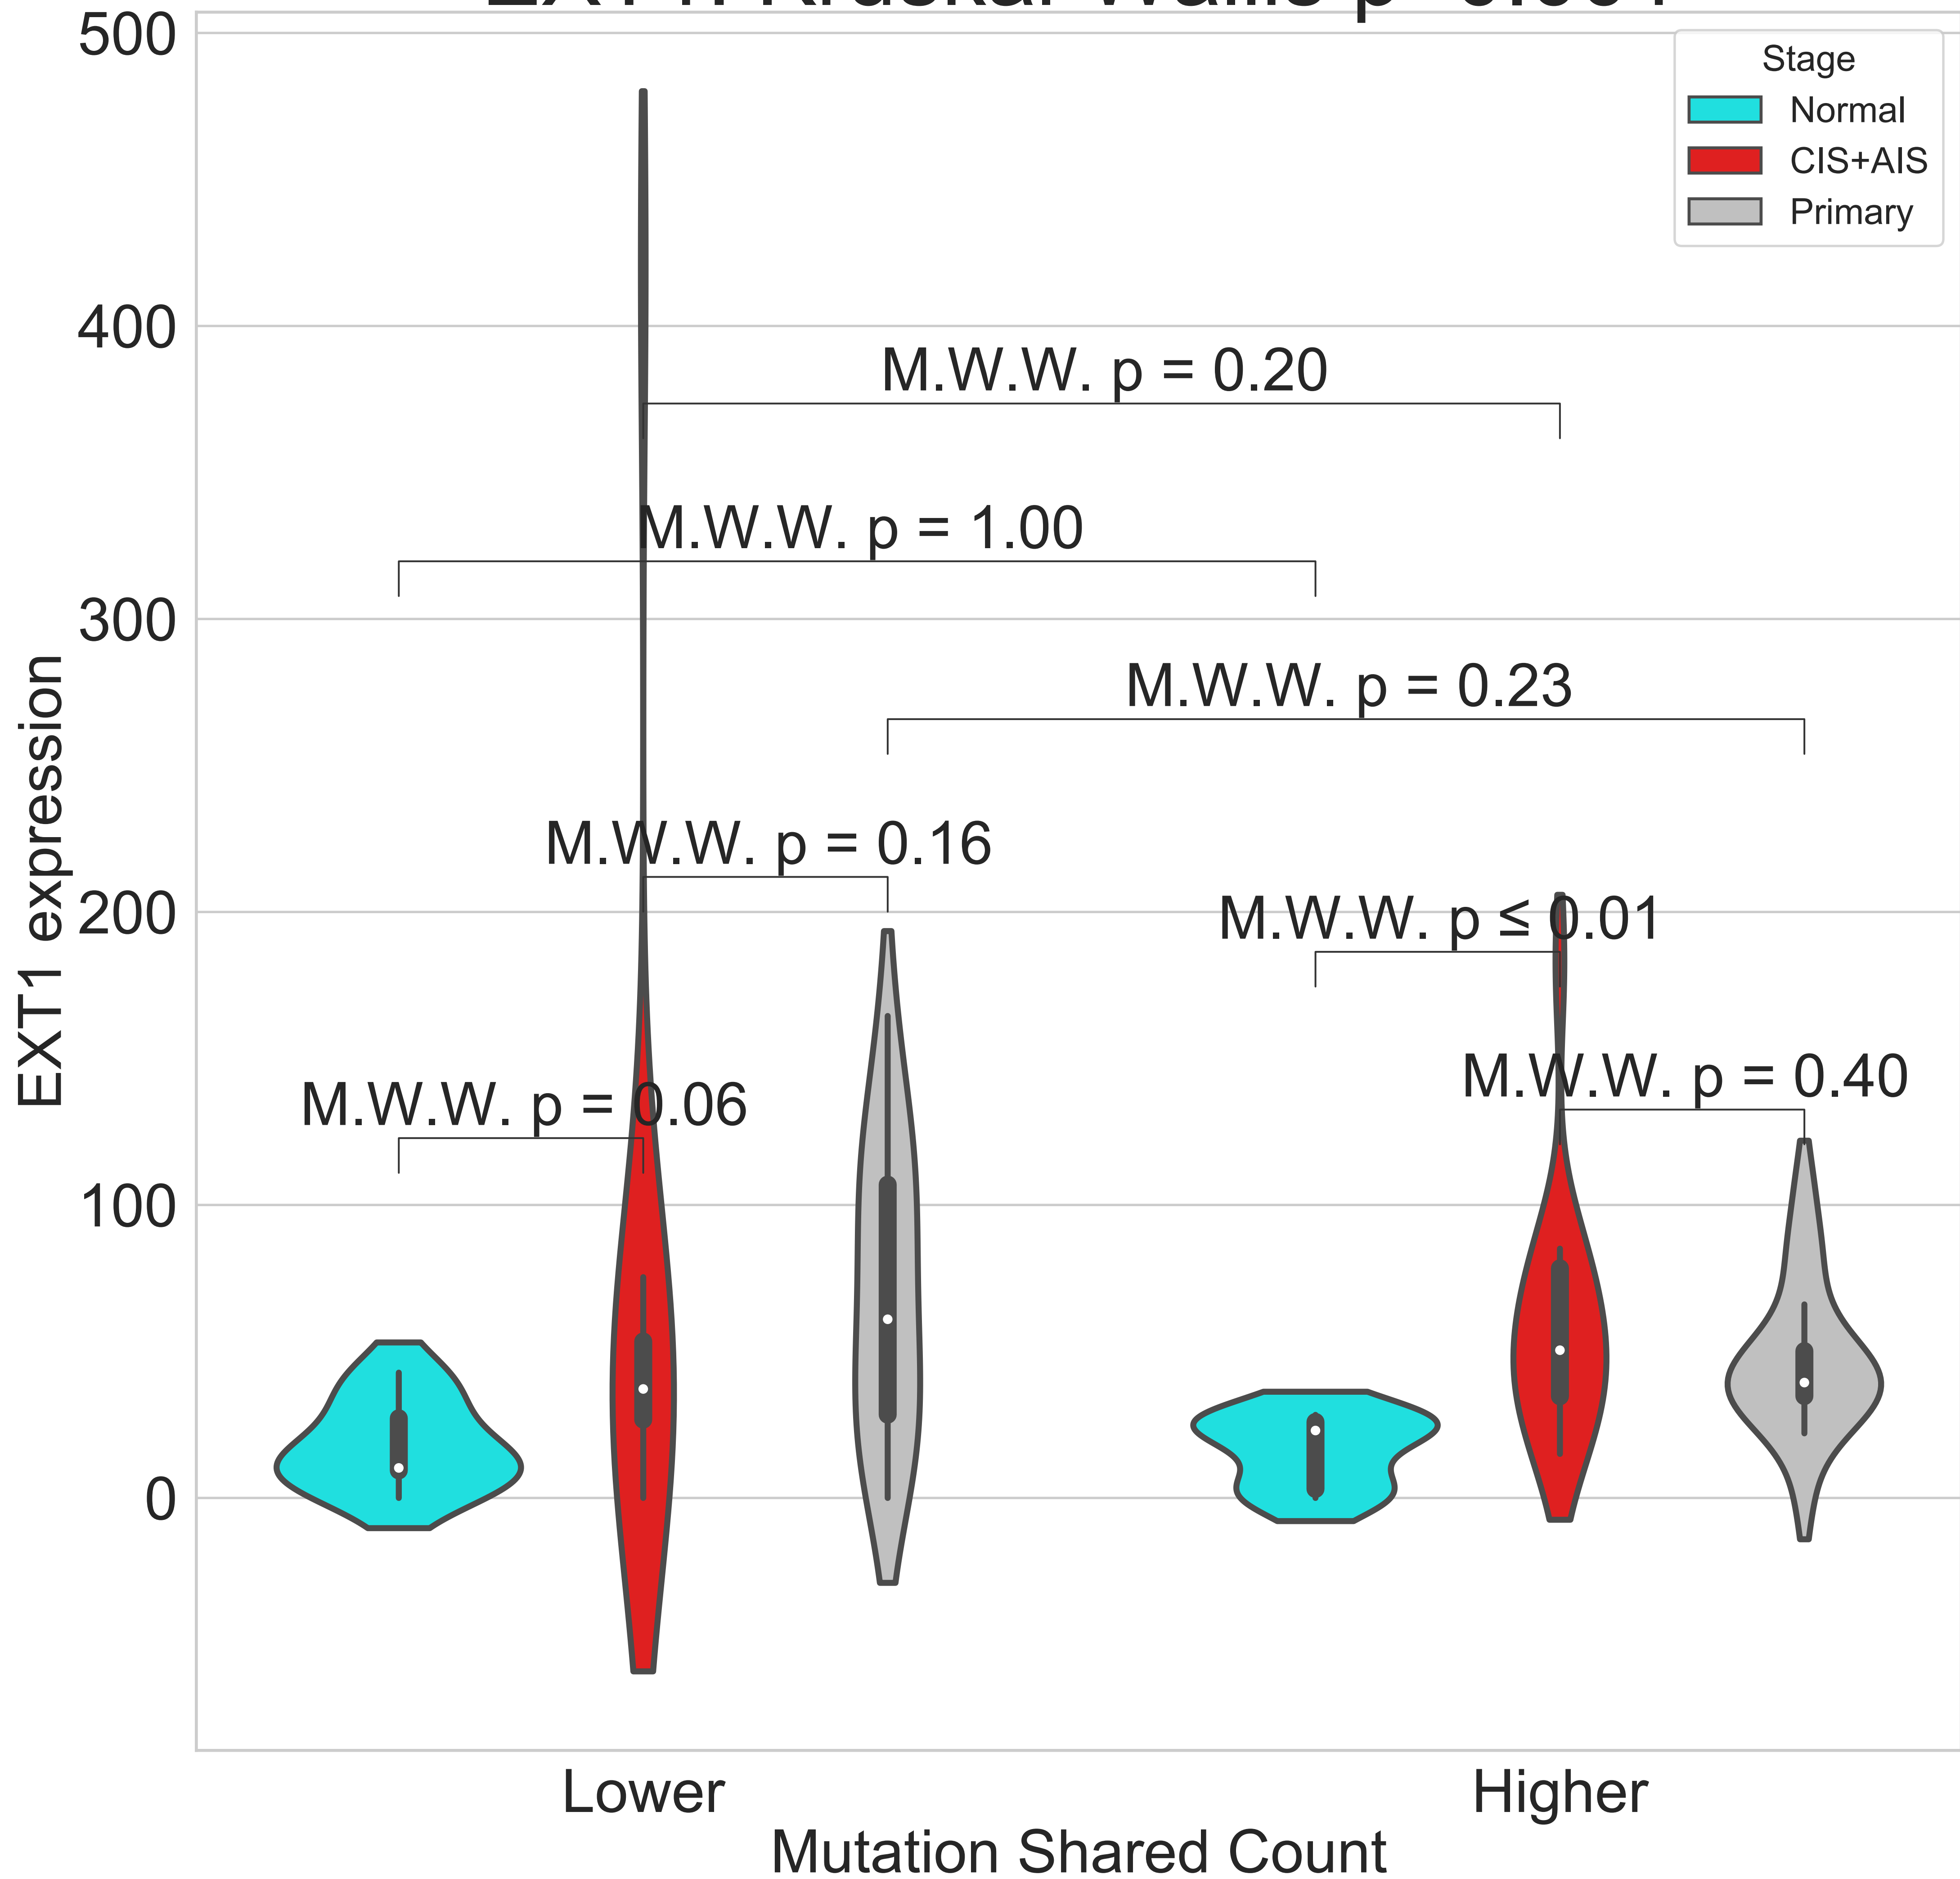 500
Stage
Normal
CIS+AIS
Primary
400
M.W.W. p = 0.20
M.W.W. p = 1.00
300
M.W.W. p = 0.23
EXT1 expression
M.W.W. p = 0.16
200
M.W.W. p ≤ 0.01
M.W.W. p = 0.06
M.W.W. p = 0.40
100
0
Lower
Higher
Mutation Shared Count